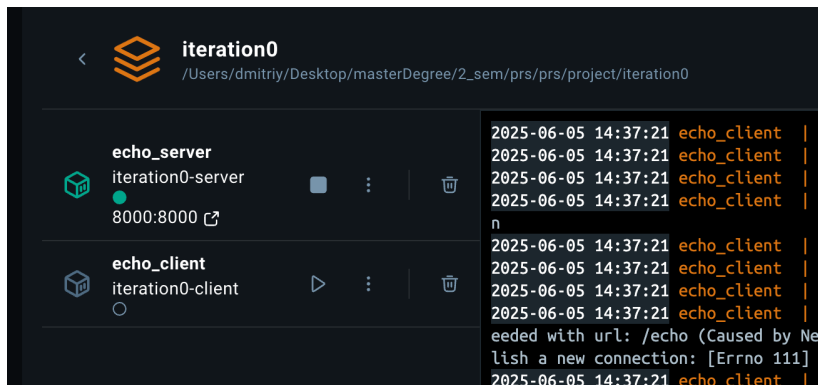 iteration0
/Users/dmitriy/Desktop/masterDegree/2_sem/prs/prs/project/iteration0
echo_server
iteration0-server
8000:8000
echo_client
iteration0-client
2025-06-05 14:37:21 echo_client |
2025-06-05 14:37:21 echo_client |
2025-06-05 14:37:21 echo_client |
2025-06-05 14:37:21 echo_client |
n
2025-06-05 14:37:21 echo_client |
2025-06-05 14:37:21 echo_client |
2025-06-05 14:37:21 echo_client |
2025-06-05 14:37:21 echo_client |
eeded with url: /echo (Caused by Ne
lish a new connection: [Errno 111]
2025-06-05 14:37:21 echo_client |